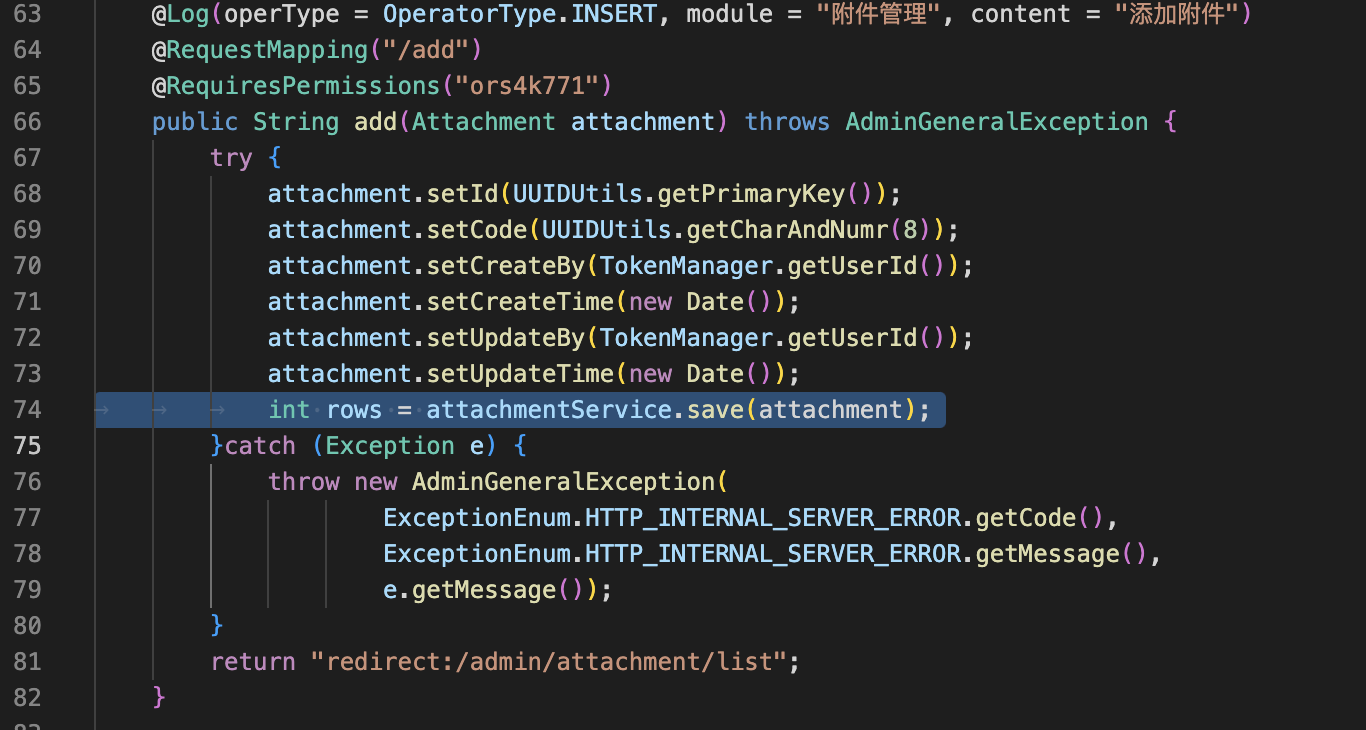 63 @Log(operType = OperatorType.INSERT, module = "附件管理", content = "添加附件")
64 @RequestMapping("/add")
65 @RequiresPermissions("ors4k771")
66 public String add(Attachment attachment) throws AdminGeneralException {
67 try {
68 attachment.setId(UUIDUtils.getPrimaryKey());
69 attachment.setCode(UUIDUtils.getCharAndNumr(8));
70 attachment.setCreateBy(TokenManager.getUserId());
71 attachment.setCreateTime(new Date());
72 attachment.setUpdateBy(TokenManager.getUserId());
73 attachment.setUpdateTime(new Date());
74 int rows = attachmentService.save(attachment);
75 }catch (Exception e) {
76 throw new AdminGeneralException(
77 ExceptionEnum.HTTP_INTERNAL_SERVER_ERROR.getCode(),
78 ExceptionEnum.HTTP_INTERNAL_SERVER_ERROR.getMessage(),
79 e.getMessage());
80 }
81 return "redirect:/admin/attachment/list";
82 }